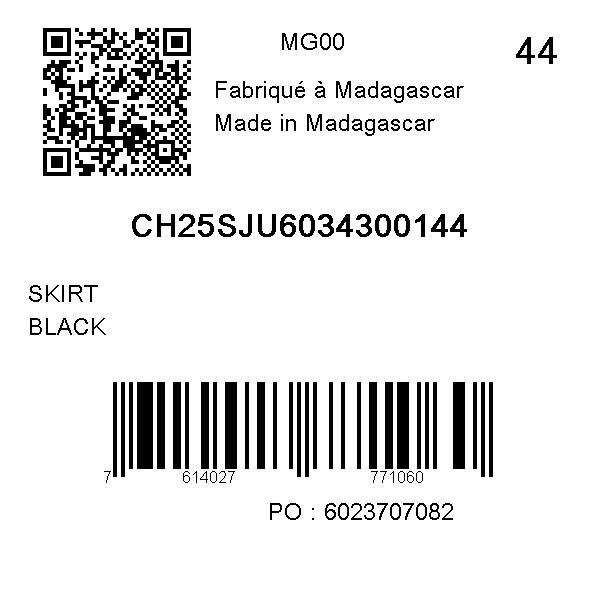 MG00
44
Fabriqué à Madagascar
Made in Madagascar
CH25SJU6034300144
SKIRT
BLACK
7 614027 771060
PO : 6023707082